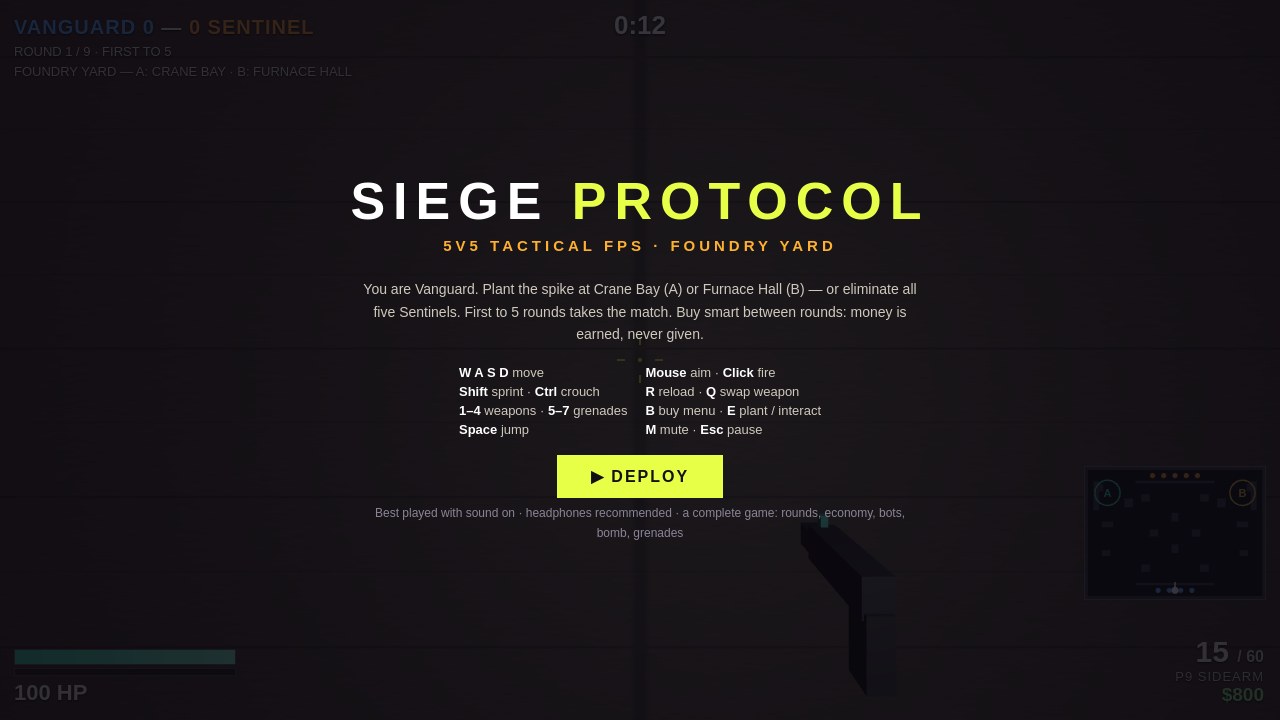 VANGUARD 0 — 0 SENTINEL
0:12
ROUND 1 / 9 · FIRST TO 5
FOUNDRY YARD — A: CRANE BAY · B: FURNACE HALL
SIEGE PROTOCOL
5V5 TACTICAL FPS · FOUNDRY YARD
You are Vanguard. Plant the spike at Crane Bay (A) or Furnace Hall (B) — or eliminate all
five Sentinels. First to 5 rounds takes the match. Buy smart between rounds: money is
earned, never given.
W A S D move
Mouse aim · Click fire
Shift sprint · Ctrl crouch
R reload · Q swap weapon
1–4 weapons · 5–7 grenades
B buy menu · E plant / interact
Space jump
M mute · Esc pause
▶ DEPLOY
Best played with sound on · headphones recommended · a complete game: rounds, economy, bots,
bomb, grenades
A
B
100 HP
15 / 60
P9 SIDEARM
$800